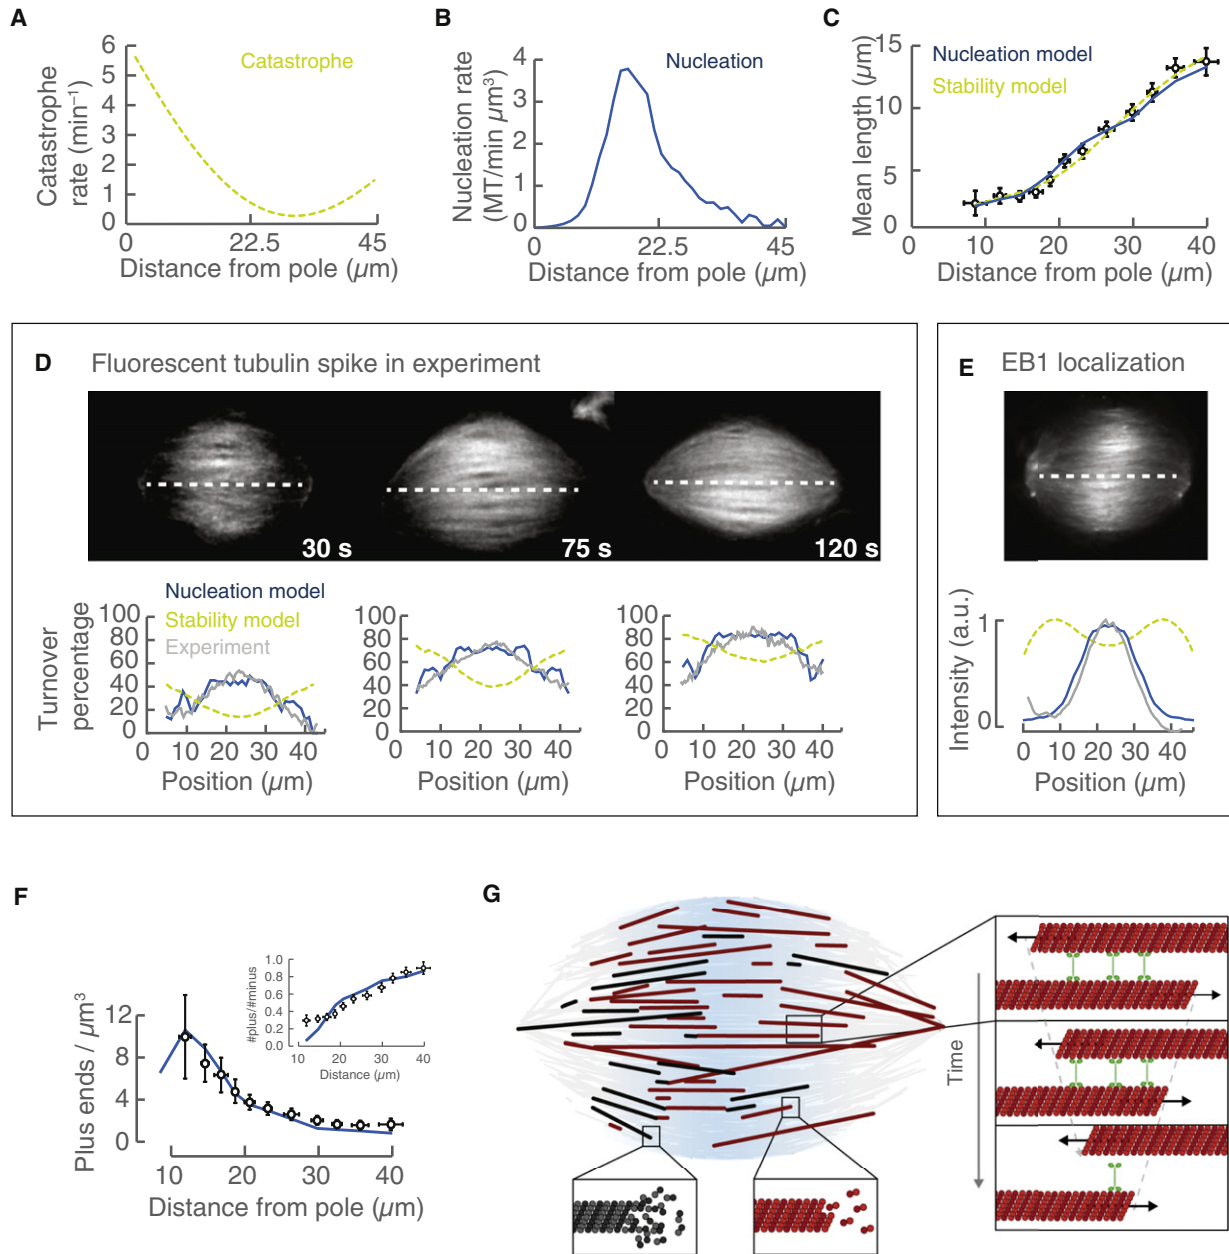 A
Catastrophe rate (min⁻¹)
6
5
4
3
2
1
0
Catastrophe
0 22.5 45
Distance from pole (µm)
B
Nucleation rate (MT/min µm³)
4
3
2
1
0
Nucleation
0 22.5 45
Distance from pole (µm)
C
Mean length (µm)
15
10
5
0
Nucleation model
Stability model
0 10 20 30 40
Distance from pole (µm)
D Fluorescent tubulin spike in experiment
30 s
75 s
120 s
Nucleation model
Stability model
Experiment
Turnover percentage
100
80
60
40
20
0
0 10 20 30 40
Position (µm)
100
80
60
40
20
0
0 10 20 30 40
Position (µm)
100
80
60
40
20
0
0 10 20 30 40
Position (µm)
E EB1 localization
Intensity (a.u.)
1
0
0 10 20 30 40
Position (µm)
F
Plus ends / µm³
12
8
4
0
10 20 30 40
Distance from pole (µm)
#plus/#minus
1.0
0.8
0.6
0.4
0.2
0.0
10 20 30 40
Distance (µm)
G
Time